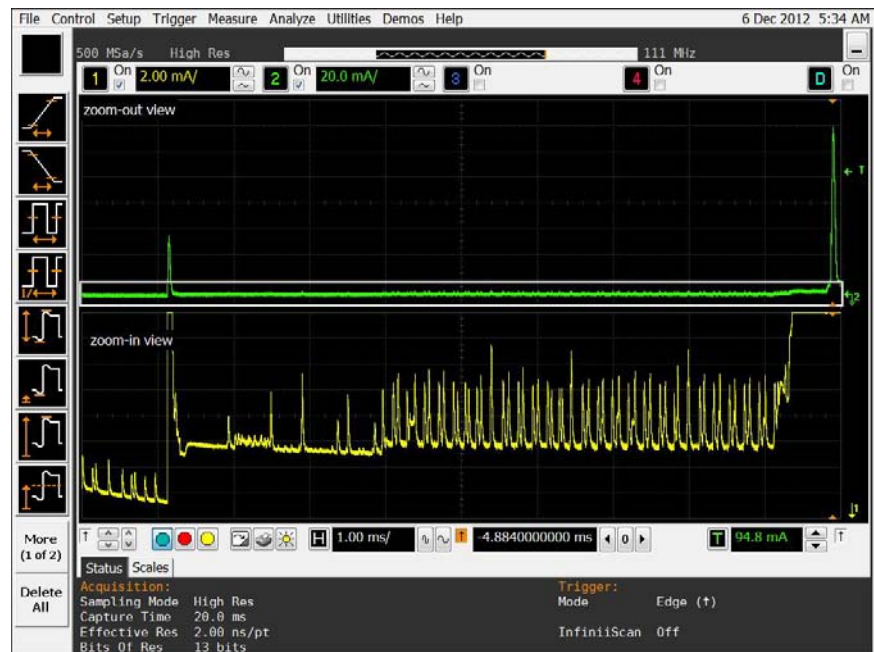 File Control Setup Trigger Measure Analyze Utilities Demos Help 6 Dec 2012 5:34 AM
500 MSa/s High Res 111 MHz
1 On 2.00 mA/ 2 On 20.0 mA/ 3 On 4 On D On
zoom-out view
T
2
zoom-in view
1
More
(1 of 2)
Delete
All
H 1.00 ms/ -4.8840000000 ms 0 T 94.8 mA
Status Scales
Acquisition: Trigger:
Sampling Mode High Res Mode Edge (↑)
Capture Time 20.0 ms
Effective Res 2.00 ns/pt InfiniiScan Off
Bits Of Res 13 bits